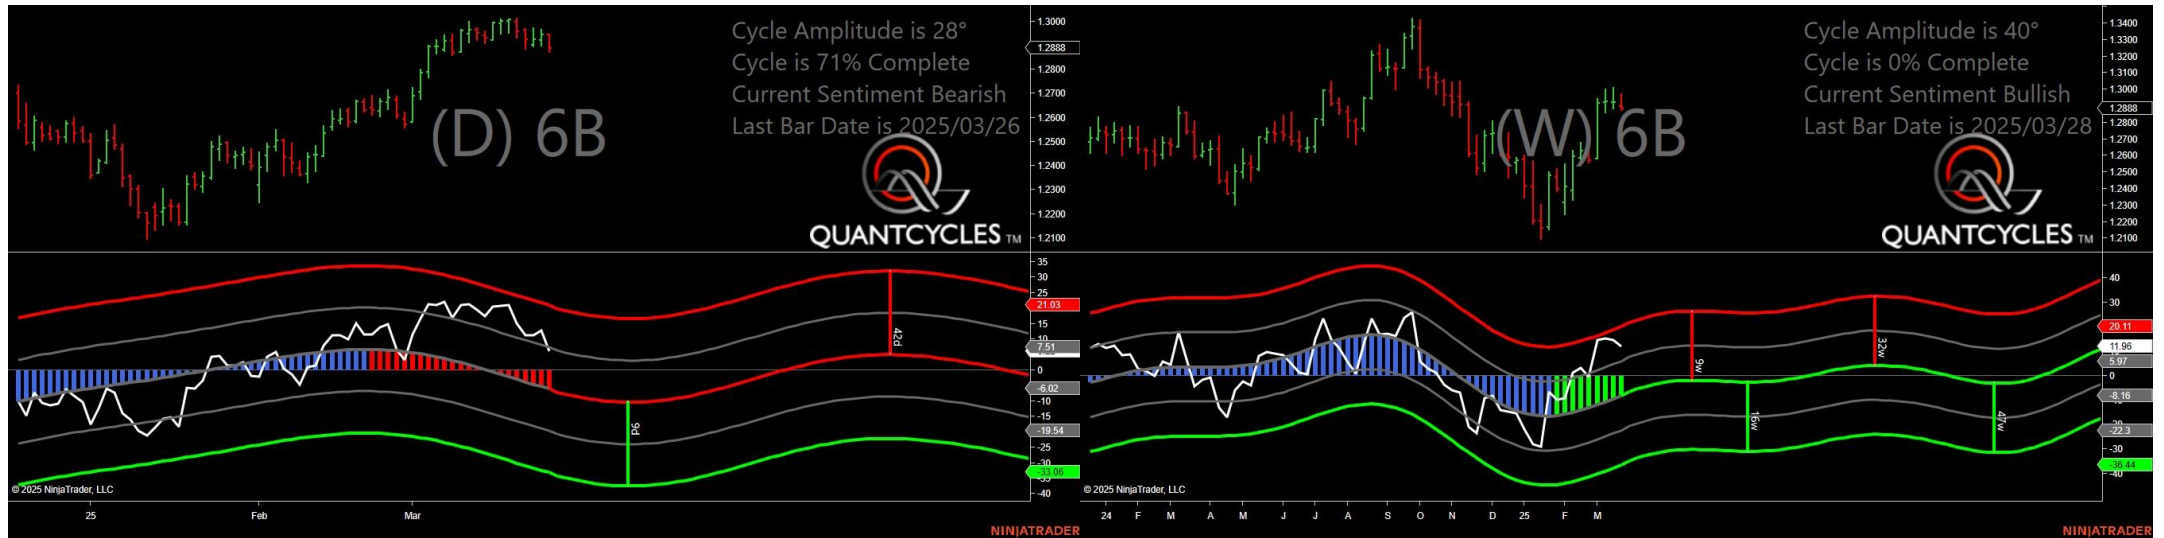 Cycle Amplitude is 28°
Cycle is 71% Complete
Current Sentiment Bearish
Last Bar Date is 2025/03/26
(D) 6B
QUANTCYCLES TM
1.3000
1.2888
1.2800
1.2700
1.2600
1.2500
1.2400
1.2300
1.2200
1.2100
35
30
25
21.03
15
10
7.51
0
-6.02
-10
-15
-19.54
-25
-30
-33.06
-40
42d
9d
© 2025 NinjaTrader, LLC
25
Feb
Mar
NINJATRADER
Cycle Amplitude is 40°
Cycle is 0% Complete
Current Sentiment Bullish
Last Bar Date is 2025/03/28
(W) 6B
QUANTCYCLES TM
1.3400
1.3300
1.3200
1.3100
1.3000
1.2888
1.2800
1.2700
1.2600
1.2500
1.2400
1.2300
1.2200
1.2100
40
30
20.11
11.96
5.97
0
-8.16
-22.3
-30
-36.44
-40
9w
16w
32w
47w
© 2025 NinjaTrader, LLC
24 F M A M J J A S O N D 25 F M
NINJATRADER